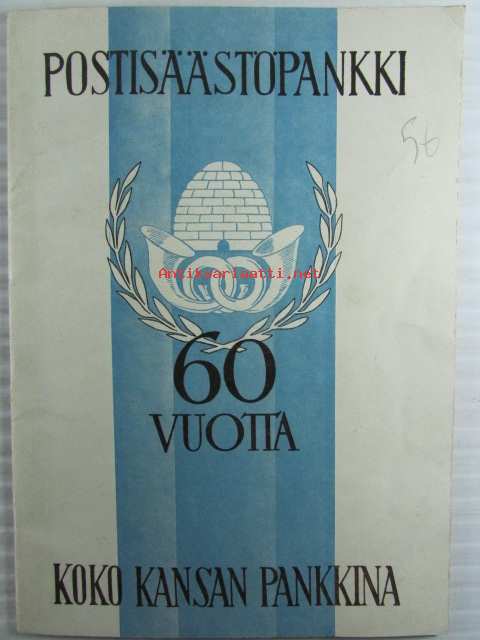 POSTISÄÄSTÖPANKKI
56
Antikvariaatti.net
60
VUOTTA
KOKO KANSAN PANKKINA